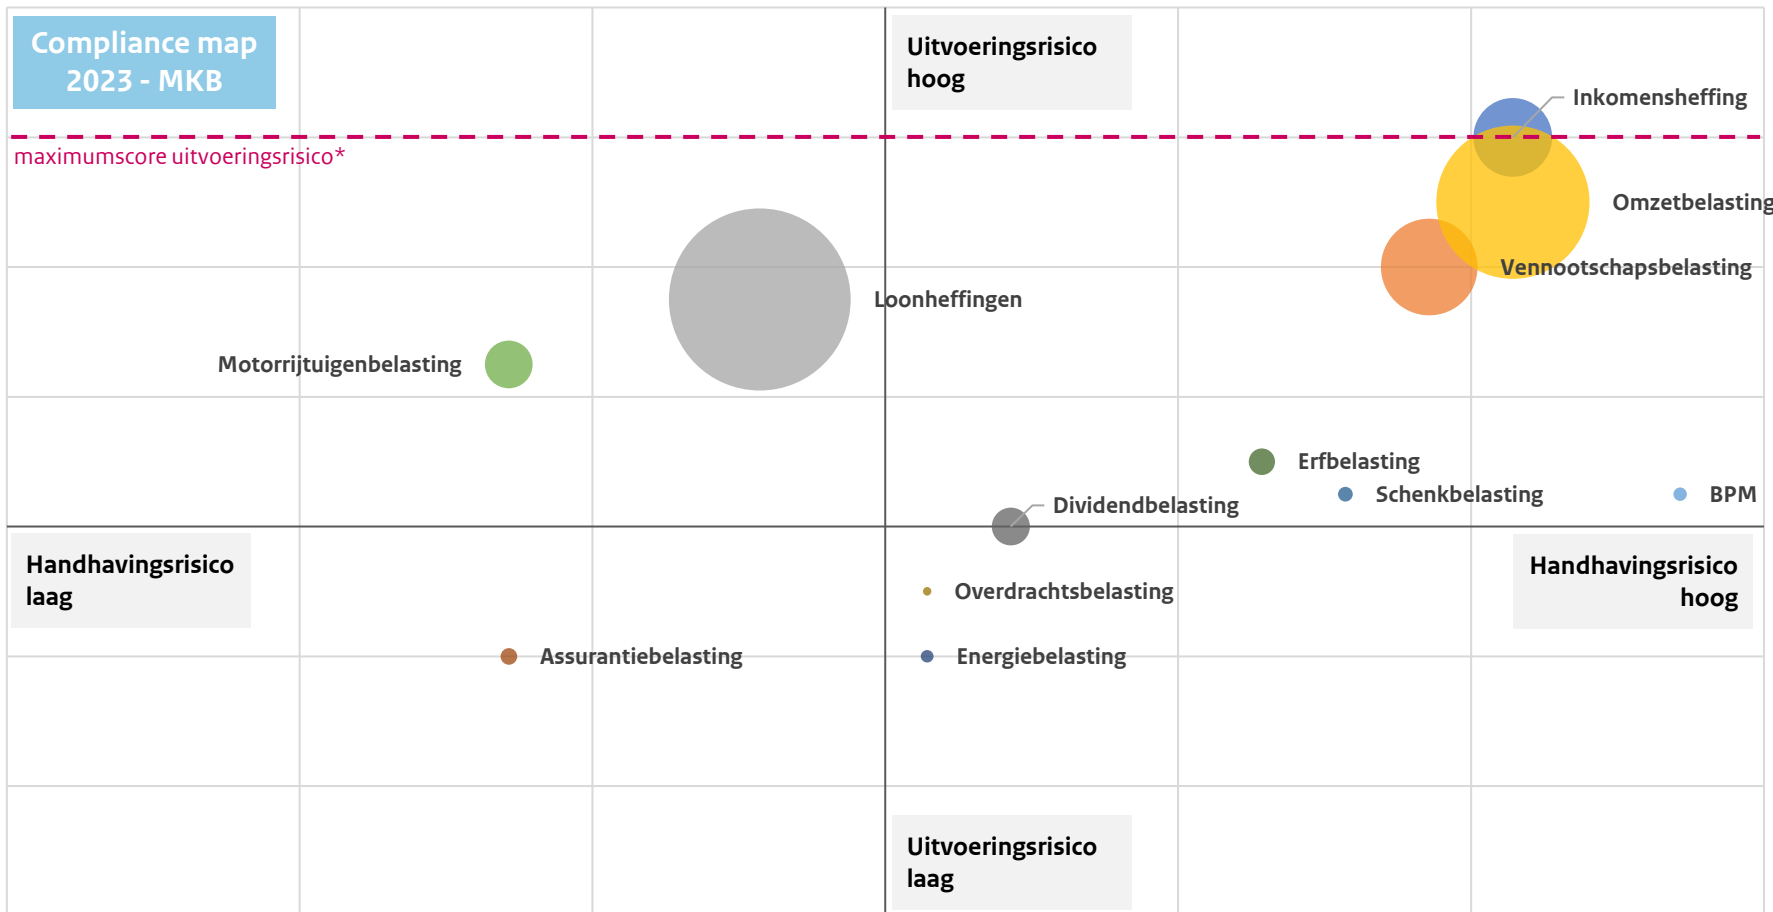 Compliance map
2023 - MKB
Uitvoeringsrisico
hoog
Inkomensheffing
maximumscore uitvoeringsrisico*
Omzetbelasting
Vennootschapsbelasting
Loonheffingen
Motorrijtuigenbelasting
Erfbelasting
Schenkbelasting
BPM
Dividendbelasting
Handhavingsrisico
laag
Handhavingsrisico
hoog
Overdrachtsbelasting
Assurantiebelasting
Energiebelasting
Uitvoeringsrisico
laag